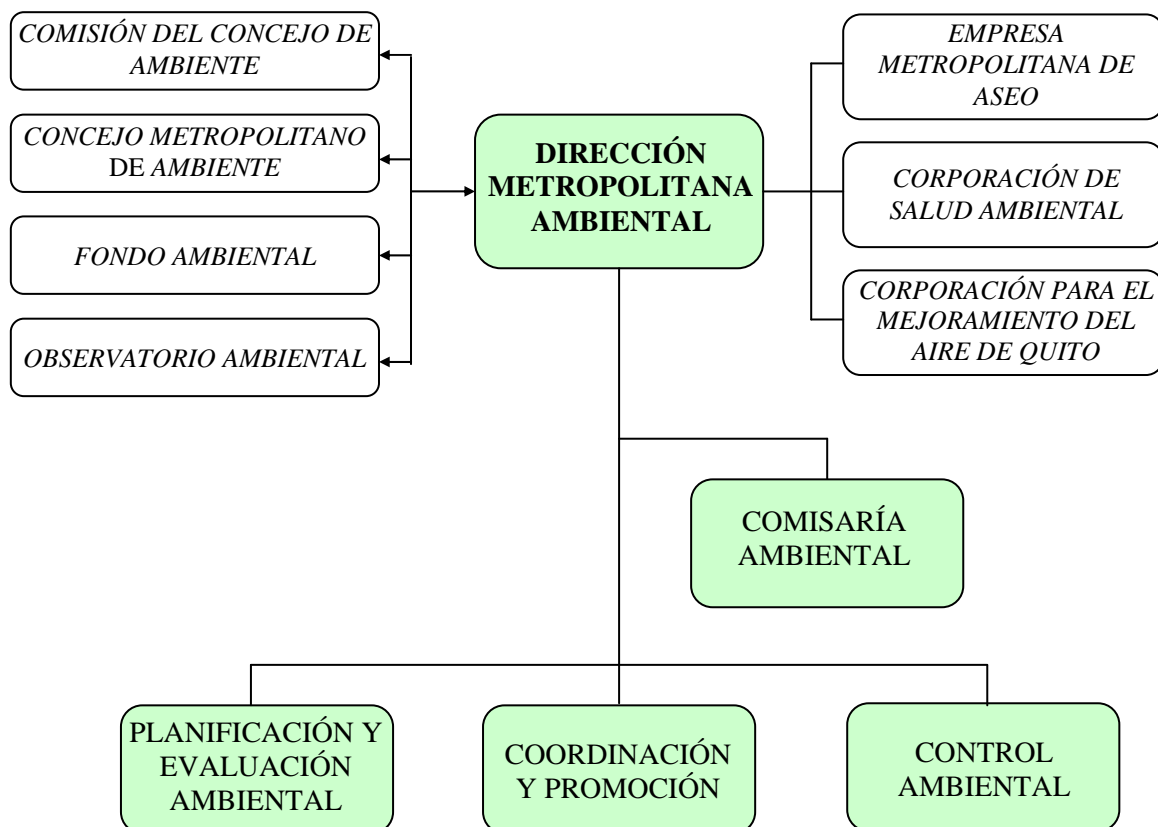 COMISIÓN DEL CONCEJO DE
AMBIENTE
CONCEJO METROPOLITANO
DE AMBIENTE
FONDO AMBIENTAL
OBSERVATORIO AMBIENTAL
DIRECCIÓN
METROPOLITANA
AMBIENTAL
EMPRESA
METROPOLITANA DE
ASEO
CORPORACIÓN DE
SALUD AMBIENTAL
CORPORACIÓN PARA EL
MEJORAMIENTO DEL
AIRE DE QUITO
COMISARÍA
AMBIENTAL
PLANIFICACIÓN Y
EVALUACIÓN
AMBIENTAL
COORDINACIÓN
Y PROMOCIÓN
CONTROL
AMBIENTAL